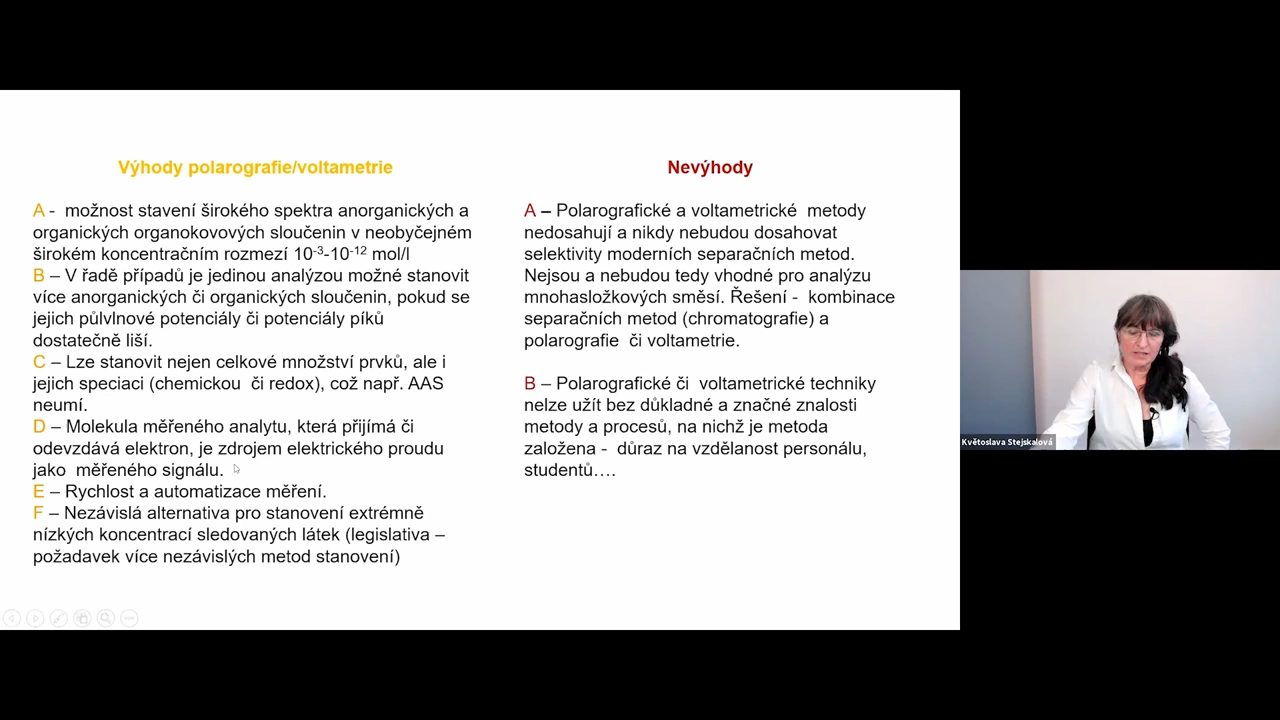 Výhody polarografie/voltametrie
A - možnost stavení širokého spektra anorganických a
organických organokovových sloučenin v neobyčejném
širokém koncentračním rozmezí 10-3-10-12 mol/l
B – V řadě případů je jedinou analýzou možné stanovit
více anorganických či organických sloučenin, pokud se
jejich půlvlnové potenciály či potenciály píků
dostatečně liší.
C – Lze stanovit nejen celkové množství prvků, ale i
jejich speciaci (chemickou či redox), což např. AAS
neumí.
D – Molekula měřeného analytu, která přijímá či
odevzdává elektron, je zdrojem elektrického proudu
jako měřeného signálu.
E – Rychlost a automatizace měření.
F – Nezávislá alternativa pro stanovení extrémně
nízkých koncentrací sledovaných látek (legislativa –
požadavek více nezávislých metod stanovení)
Nevýhody
A – Polarografické a voltametrické metody
nedosahují a nikdy nebudou dosahovat
selektivity moderních separačních metod.
Nejsou a nebudou tedy vhodné pro analýzu
mnohasložkových směsí. Řešení - kombinace
separačních metod (chromatografie) a
polarografie či voltametrie.
B – Polarografické či voltametrické techniky
nelze užít bez důkladné a značné znalosti
metody a procesů, na nichž je metoda
založena - důraz na vzdělanost personálu,
studentů….
Květoslava Stejskalová